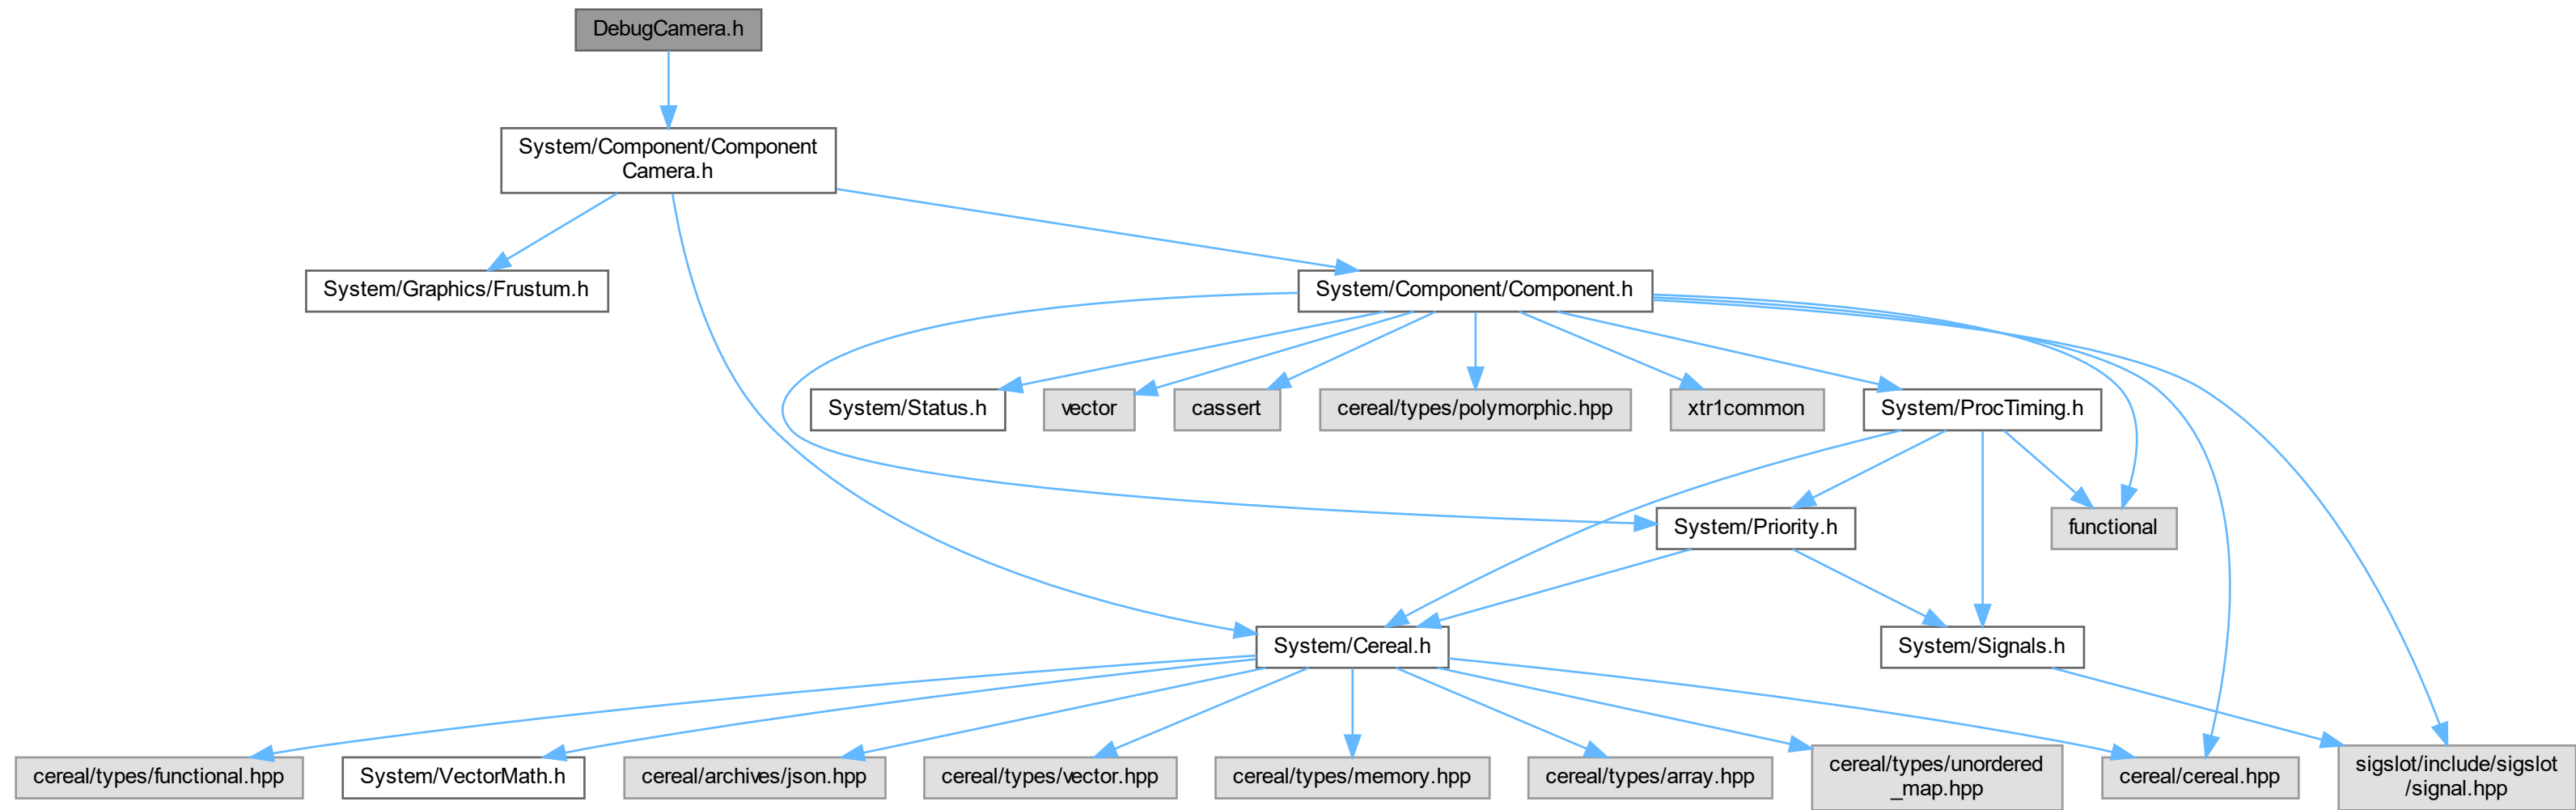 DebugCamera.h
System/Component/Component
Camera.h
System/Graphics/Frustum.h
System/Component/Component.h
System/Status.h
vector
cassert
cereal/types/polymorphic.hpp
xtr1common
System/ProcTiming.h
System/Priority.h
functional
System/Cereal.h
System/Signals.h
cereal/types/functional.hpp
System/VectorMath.h
cereal/archives/json.hpp
cereal/types/vector.hpp
cereal/types/memory.hpp
cereal/types/array.hpp
cereal/types/unordered
_map.hpp
cereal/cereal.hpp
sigslot/include/sigslot
/signal.hpp